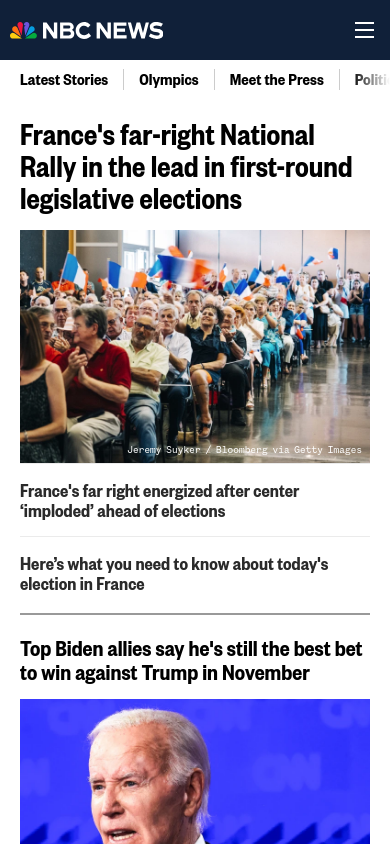 NBC NEWS
Latest Stories
Olympics
Meet the Press
France's far-right National
Rally in the lead in first-round
legislative elections
Jeremy Suyker / Bloomberg via Getty Images
France's far right energized after center
‘imploded’ ahead of elections
Here’s what you need to know about today's
election in France
Top Biden allies say he's still the best bet
to win against Trump in November
CNN